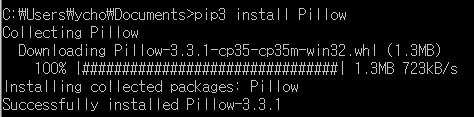 C:₩Users₩ycho₩Documents>pip3 install Pillow
Collecting Pillow
Downloading Pillow-3.3.1-cp35-cp35m-win32.whl (1.3MB)
100% |################################| 1.3MB 723kB/s
Installing collected packages: Pillow
Successfully installed Pillow-3.3.1